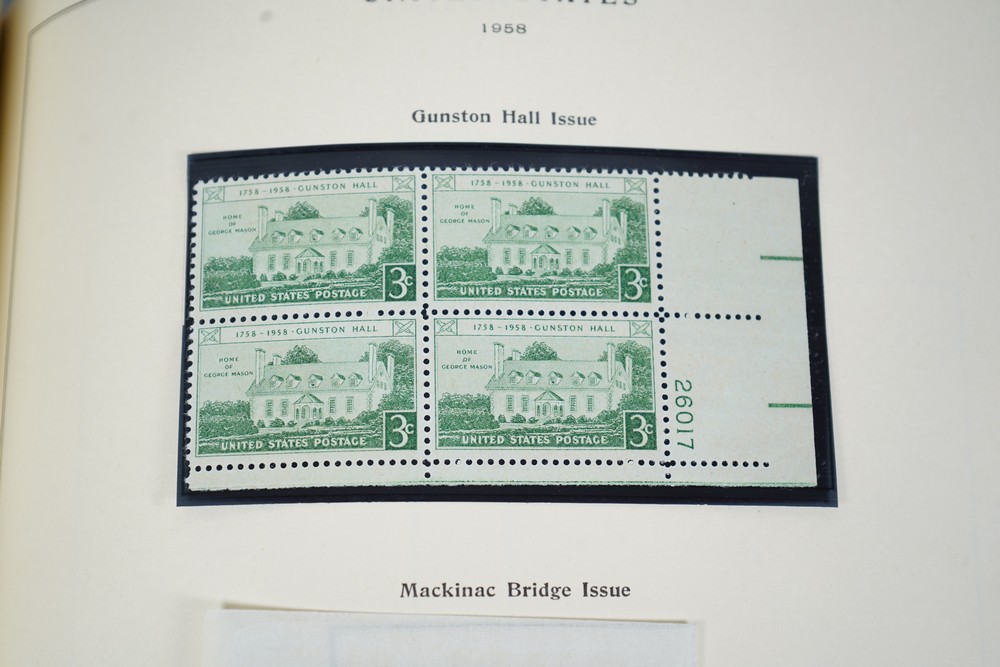 UNITED STATES
1958
Gunston Hall Issue
1758 - 1958 · GUNSTON HALL
HOME
OF
GEORGE MASON
UNITED STATES POSTAGE 3c
1758 - 1958 · GUNSTON HALL
HOME
OF
GEORGE MASON
UNITED STATES POSTAGE 3c
1758 - 1958 · GUNSTON HALL
HOME
OF
GEORGE MASON
UNITED STATES POSTAGE 3c
1758 - 1958 · GUNSTON HALL
HOME
OF
GEORGE MASON
UNITED STATES POSTAGE 3c
26017
Mackinac Bridge Issue